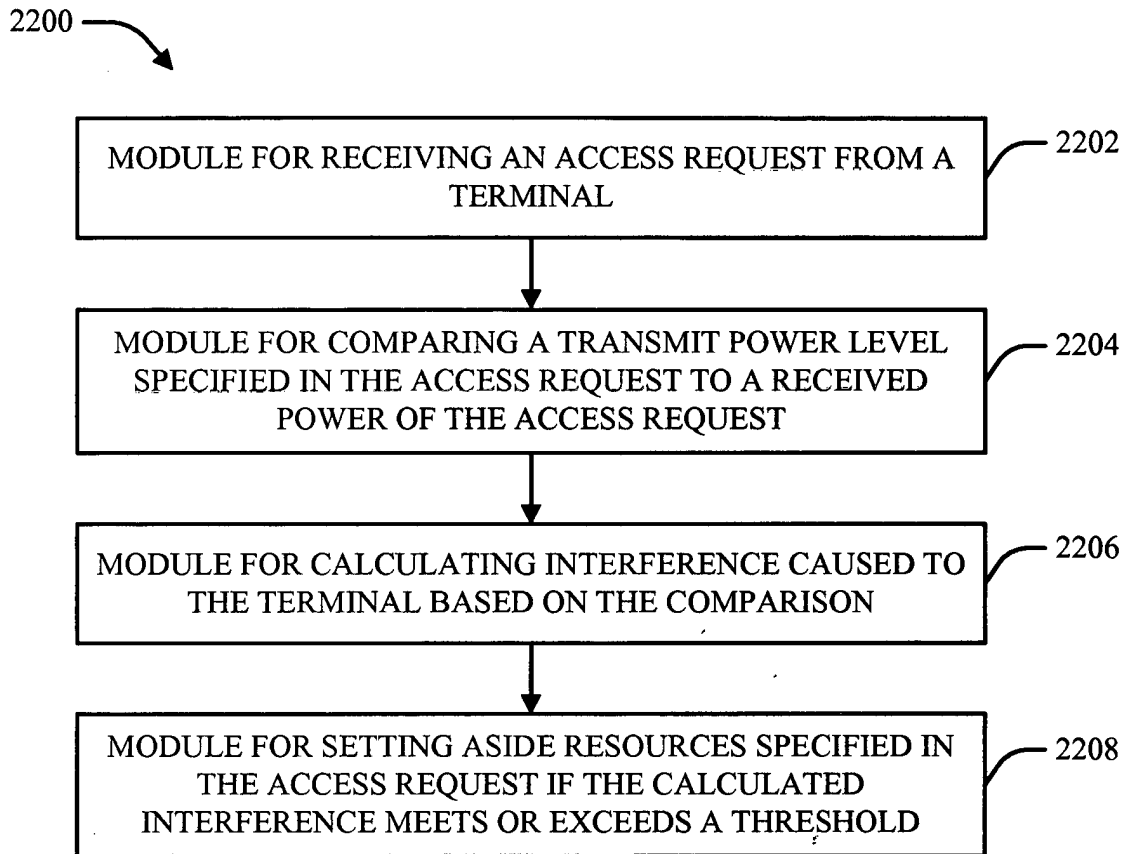 2200
MODULE FOR RECEIVING AN ACCESS REQUEST FROM A
TERMINAL
2202
MODULE FOR COMPARING A TRANSMIT POWER LEVEL
SPECIFIED IN THE ACCESS REQUEST TO A RECEIVED
POWER OF THE ACCESS REQUEST
2204
MODULE FOR CALCULATING INTERFERENCE CAUSED TO
THE TERMINAL BASED ON THE COMPARISON
2206
MODULE FOR SETTING ASIDE RESOURCES SPECIFIED IN
THE ACCESS REQUEST IF THE CALCULATED
INTERFERENCE MEETS OR EXCEEDS A THRESHOLD
2208